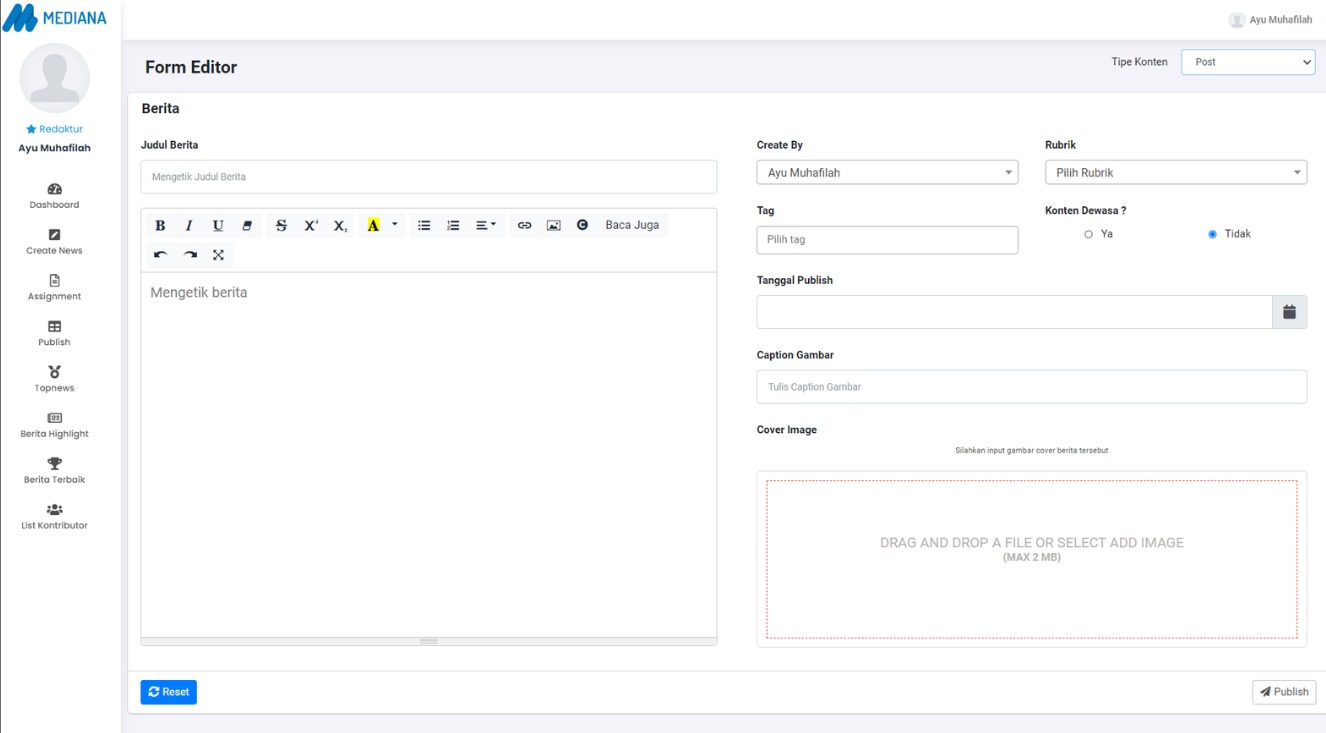 MEDIANA
Ayu Muhafilah
Redaktur
Ayu Muhafilah
Dashboard
Create News
Assignment
Publish
Topnews
Berita Highlight
Berita Terbaik
List Kontributor
Form Editor
Tipe Konten
Post
Berita
Judul Berita
Mengetik Judul Berita
B I U S X² X₂ A Baca Juga
Mengetik berita
Create By
Ayu Muhafilah
Rubrik
Pilih Rubrik
Tag
Pilih tag
Konten Dewasa ?
Ya
Tidak
Tanggal Publish
Caption Gambar
Tulis Caption Gambar
Cover Image
Silahkan input gambar cover berita tersebut
DRAG AND DROP A FILE OR SELECT ADD IMAGE
(MAX 2 MB)
Reset
Publish